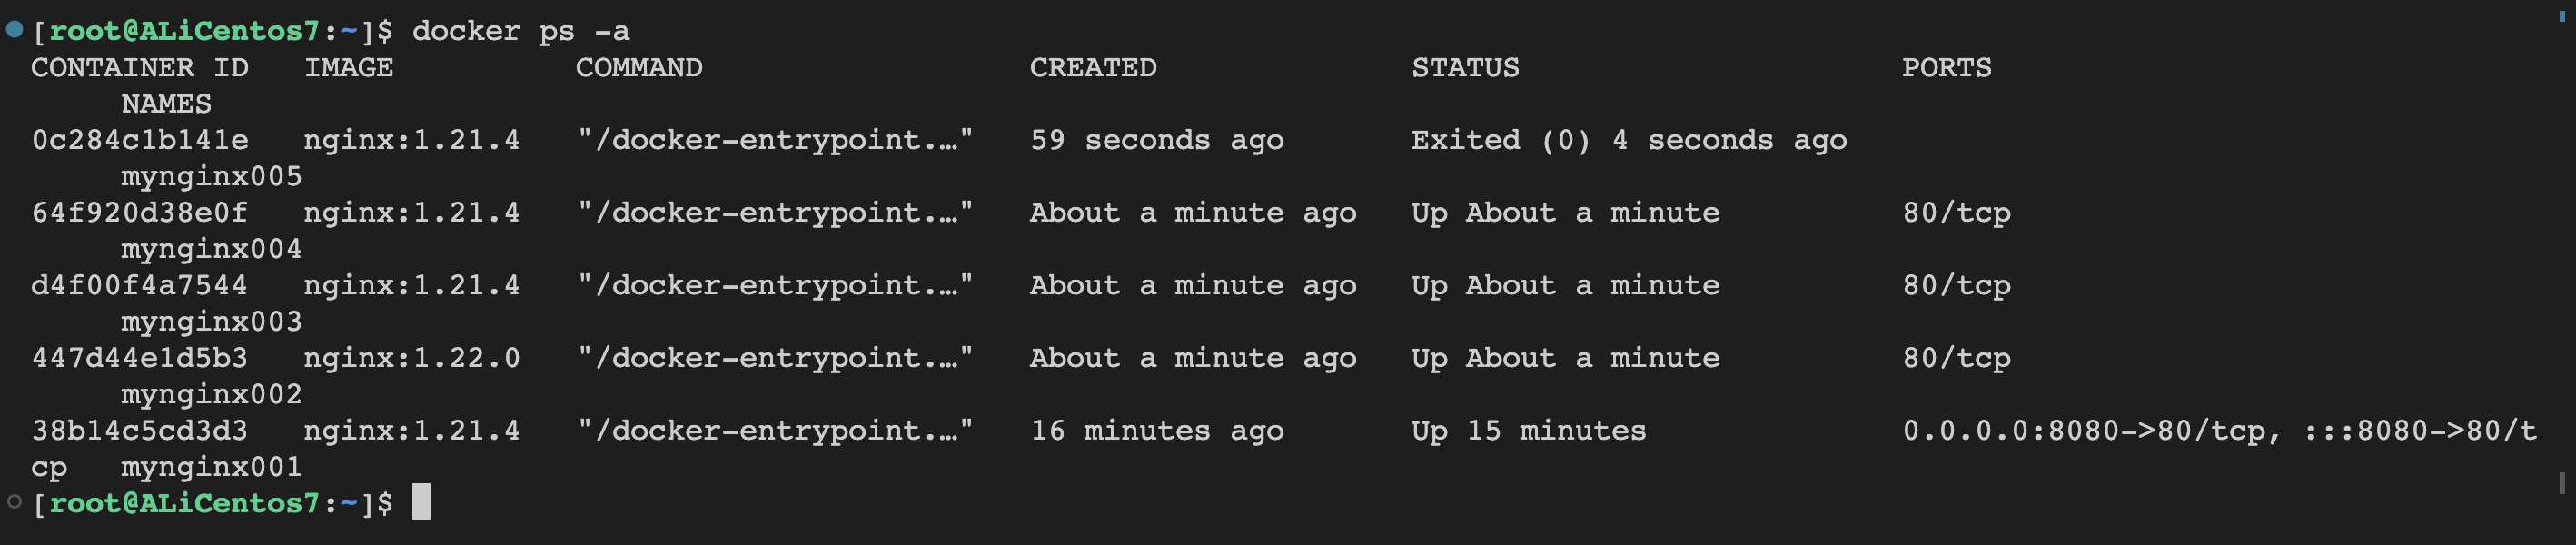 [root@ALiCentos7:~]$ docker ps -a
CONTAINER ID   IMAGE          COMMAND                  CREATED              STATUS                     PORTS
     NAMES
0c284c1b141e   nginx:1.21.4   "/docker-entrypoint.…"   59 seconds ago       Exited (0) 4 seconds ago
     mynginx005
64f920d38e0f   nginx:1.21.4   "/docker-entrypoint.…"   About a minute ago   Up About a minute          80/tcp
     mynginx004
d4f00f4a7544   nginx:1.21.4   "/docker-entrypoint.…"   About a minute ago   Up About a minute          80/tcp
     mynginx003
447d44e1d5b3   nginx:1.22.0   "/docker-entrypoint.…"   About a minute ago   Up About a minute          80/tcp
     mynginx002
38b14c5cd3d3   nginx:1.21.4   "/docker-entrypoint.…"   16 minutes ago       Up 15 minutes              0.0.0.0:8080->80/tcp, :::8080->80/t
cp   mynginx001
[root@ALiCentos7:~]$